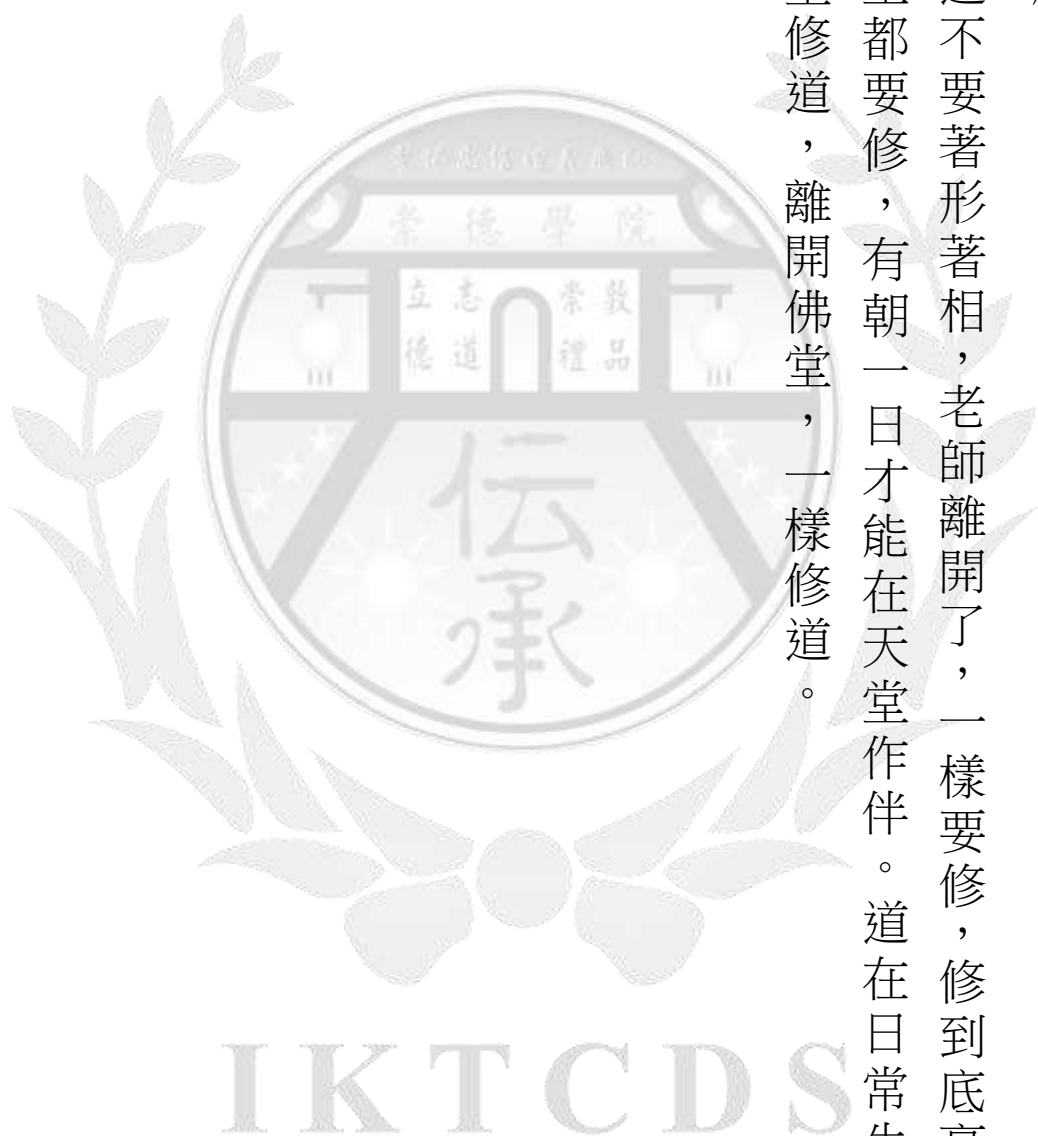 不要著形著相，老師離開了，一樣要修，修到底
都要修，有朝一日才能在天堂作伴。道在日常
修道，離開佛堂，一樣修道。
崇德學院
敦品
崇禮
志道
立德
伝承
IKTCDS